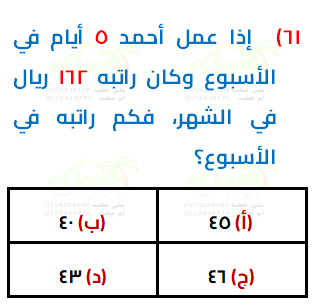 ٦١) إذا عمل أحمد ٥ أيام في
الأسبوع وكان راتبه ١٦٢ ريال
في الشهر، فكم راتبه في
الأسبوع؟
(أ) ٤٥
(ب) ٤٠
(ج) ٤٦
(د) ٤٣